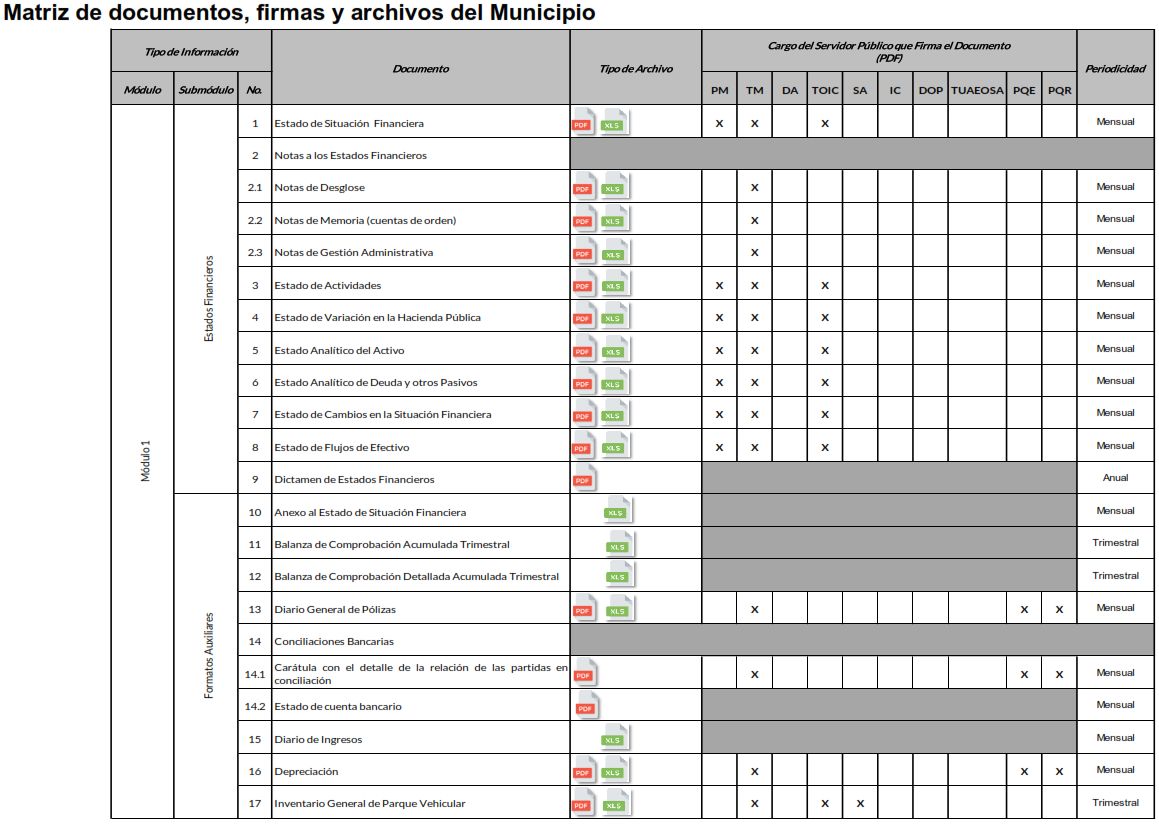 Matriz de documentos, firmas y archivos del Municipio
Tipo de Información Documento Tipo de Archivo Cargo del Servidor Público que Firma el Documento
(PDF) Periodicidad
Módulo Submódulo No. PM TM DA TOIC SA IC DOP TUAEOSA PQE PQR
Módulo 1
Estados Financieros
1 Estado de Situación Financiera PDF XLS X X X Mensual
2 Notas a los Estados Financieros
2.1 Notas de Desglose PDF XLS X Mensual
2.2 Notas de Memoria (cuentas de orden) PDF XLS X Mensual
2.3 Notas de Gestión Administrativa PDF XLS X Mensual
3 Estado de Actividades PDF XLS X X X Mensual
4 Estado de Variación en la Hacienda Pública PDF XLS X X X Mensual
5 Estado Analítico del Activo PDF XLS X X X Mensual
6 Estado Analítico de Deuda y otros Pasivos PDF XLS X X X Mensual
7 Estado de Cambios en la Situación Financiera PDF XLS X X X Mensual
8 Estado de Flujos de Efectivo PDF XLS X X X Mensual
9 Dictamen de Estados Financieros PDF Anual
Formatos Auxiliares
10 Anexo al Estado de Situación Financiera XLS Mensual
11 Balanza de Comprobación Acumulada Trimestral XLS Trimestral
12 Balanza de Comprobación Detallada Acumulada Trimestral XLS Trimestral
13 Diario General de Pólizas PDF XLS X X X Mensual
14 Conciliaciones Bancarias
14.1 Carátula con el detalle de la relación de las partidas en
conciliación PDF X X X Mensual
14.2 Estado de cuenta bancario PDF Mensual
15 Diario de Ingresos XLS Mensual
16 Depreciación PDF XLS X X X Mensual
17 Inventario General de Parque Vehicular PDF XLS X X X Trimestral